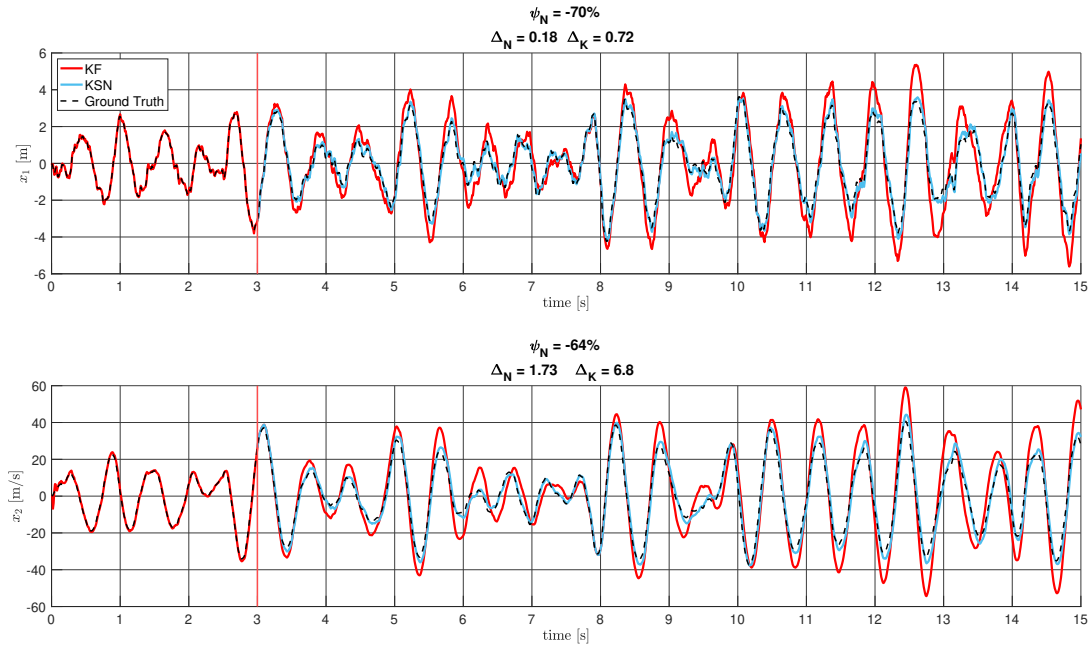 ψN = -70%
ΔN = 0.18 ΔK = 0.72
6
4
2
0
-2
-4
-6
x1 [m]
KF
KSN
Ground Truth
0 1 2 3 4 5 6 7 8 9 10 11 12 13 14 15
time [s]
ψN = -64%
ΔN = 1.73 ΔK = 6.8
60
40
20
0
-20
-40
-60
x2 [m/s]
0 1 2 3 4 5 6 7 8 9 10 11 12 13 14 15
time [s]